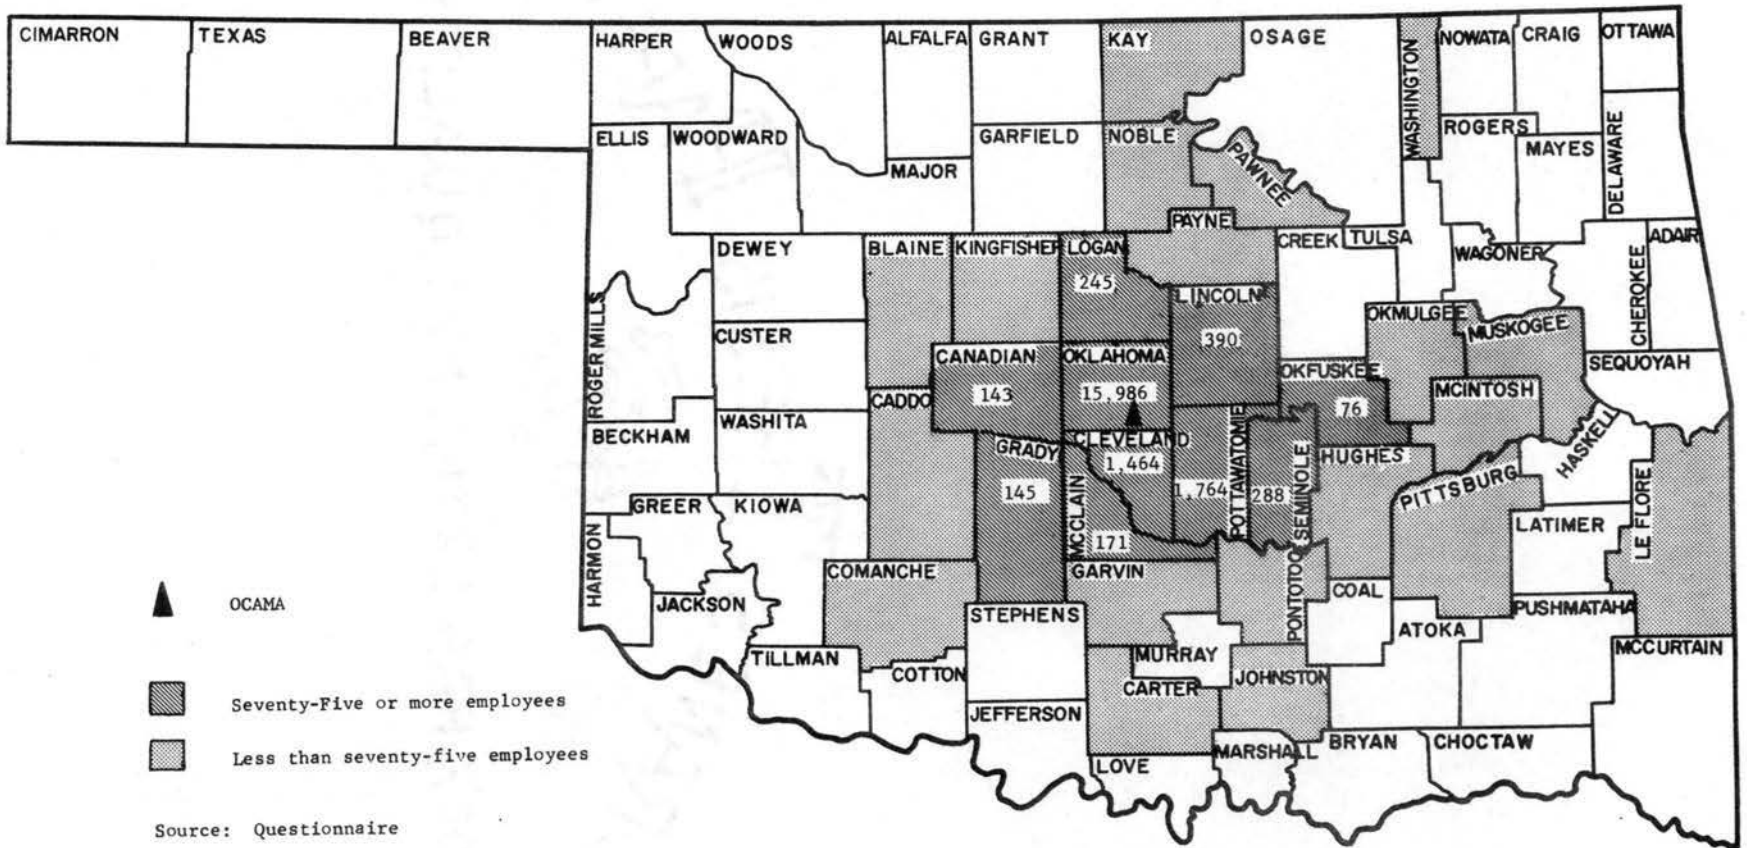 CIMARRON
TEXAS
BEAVER
HARPER
WOODS
ALFALFA
GRANT
KAY
OSAGE
WASHINGTON
NOWATA
CRAIG
OTTAWA
ELLIS
WOODWARD
MAJOR
GARFIELD
NOBLE
PAWNEE
ROGERS
MAYES
DELAWARE
PAYNE
DEWEY
BLAINE
KINGFISHER
LOGAN
245
CREEK
TULSA
WAGONER
CHEROKEE
ADAIR
ROGER MILLS
CUSTER
CANADIAN
143
OKLAHOMA
15,986
LINCOLN
390
OKMULGEE
MUSKOGEE
SEQUOYAH
OKFUSKEE
76
MCINTOSH
BECKHAM
WASHITA
CADDO
GRADY
145
CLEVELAND
1,464
MCCLAIN
171
POTTAWATOME
1,764
SEMINOLE
288
HUGHES
PITTSBURG
HASKELL
LATIMER
LE FLORE
GREER
KIOWA
HARMON
JACKSON
COMANCHE
GARVIN
PONTOTOC
COAL
ATOKA
PUSHMATAHA
MCCURTAIN
STEPHENS
TILLMAN
COTTON
MURRAY
CARTER
JOHNSTON
JEFFERSON
LOVE
MARSHALL
BRYAN
CHOCTAW
OCAMA
Seventy-Five or more employees
Less than seventy-five employees
Source: Questionnaire